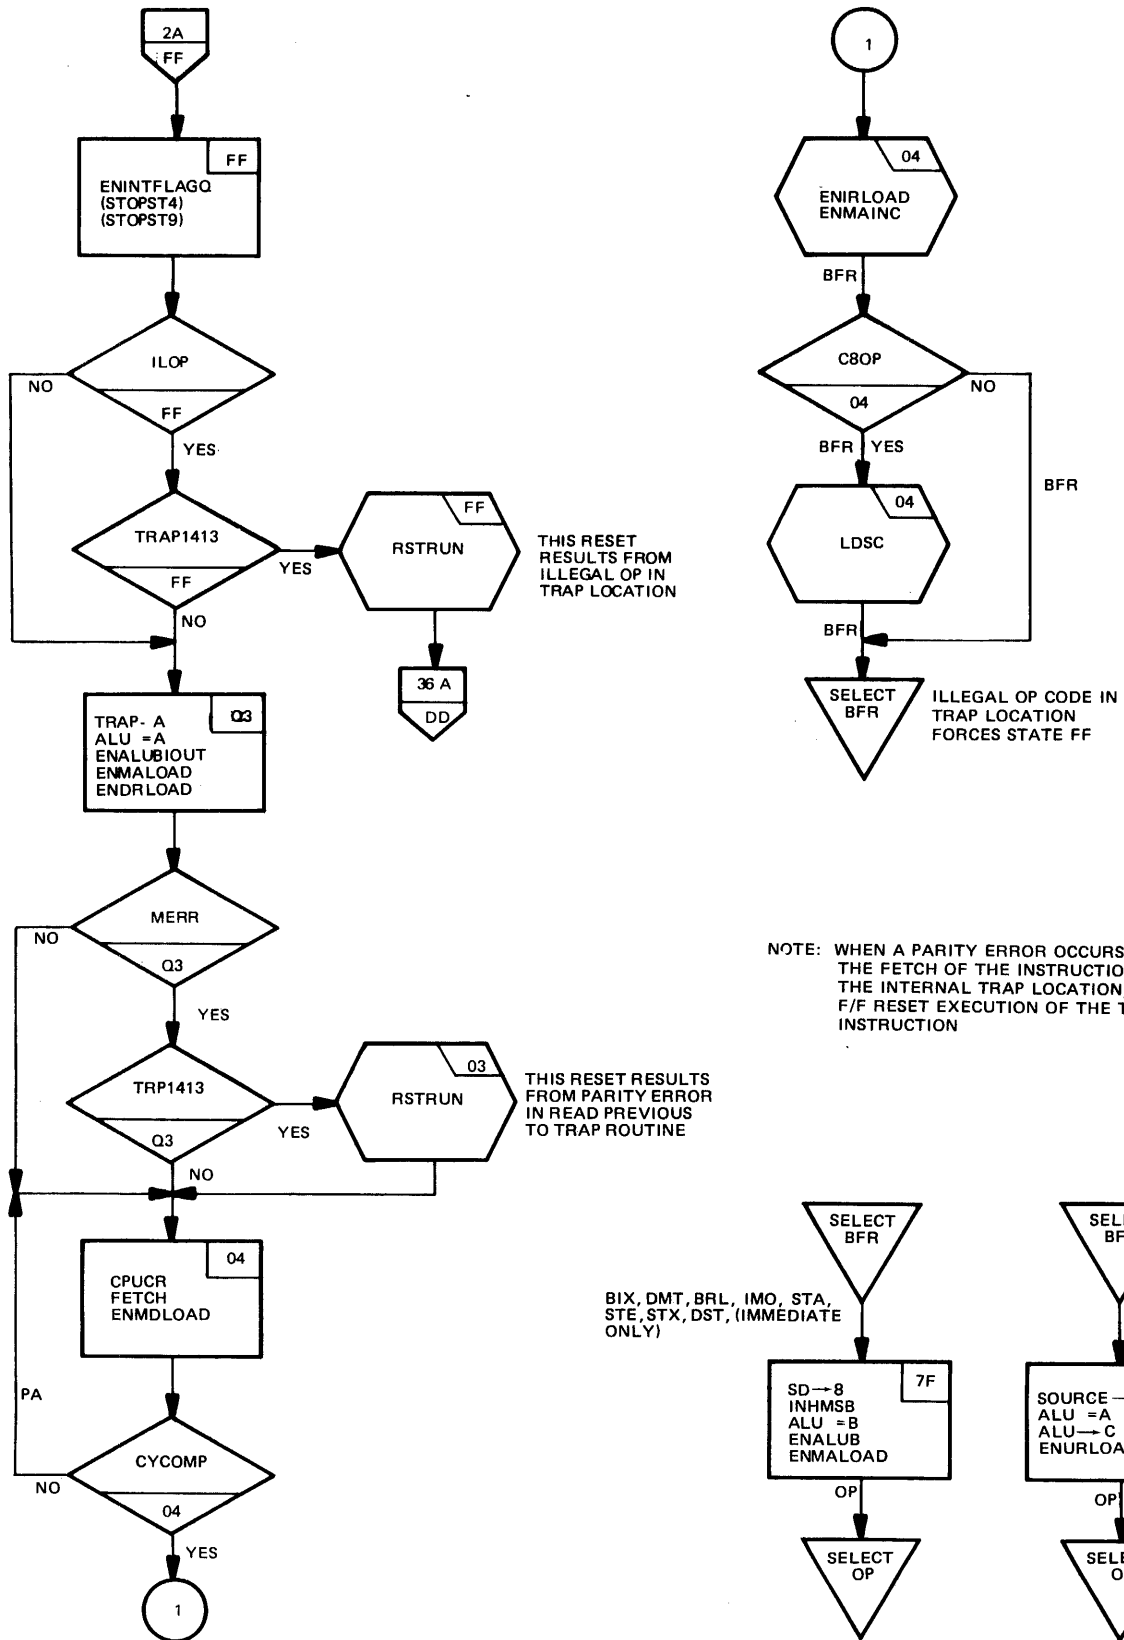 2A
FF
FF
ENINTFLAGQ
(STOPST4)
(STOPST9)
ILOP
NO
FF
YES
TRAP1413
FF
YES
NO
FF
RSTRUN
THIS RESET
RESULTS FROM
ILLEGAL OP IN
TRAP LOCATION
36 A
DD
Q3
TRAP- A
ALU =A
ENALUBIOUT
ENMALOAD
ENDRLOAD
MERR
NO
Q3
YES
TRP1413
Q3
YES
NO
03
RSTRUN
THIS RESET RESULTS
FROM PARITY ERROR
IN READ PREVIOUS
TO TRAP ROUTINE
04
CPUCR
FETCH
ENMDLOAD
PA
CYCOMP
NO
04
YES
1
1
04
ENIRLOAD
ENMAINC
BFR
C8OP
NO
04
BFR YES
BFR
04
LDSC
BFR
SELECT
BFR
ILLEGAL OP CODE IN
TRAP LOCATION
FORCES STATE FF
NOTE: WHEN A PARITY ERROR OCCURS
THE FETCH OF THE INSTRUCTIO
THE INTERNAL TRAP LOCATION
F/F RESET EXECUTION OF THE T
INSTRUCTION
SELECT
BFR
BIX, DMT, BRL, IMO, STA,
STE, STX, DST, (IMMEDIATE
ONLY)
7F
SD→8
INHMSB
ALU =B
ENALUB
ENMALOAD
OP
SELECT
OP
SELE
BF
SOURCE—
ALU =A
ALU→C
ENURLOA
OP
SELE
O